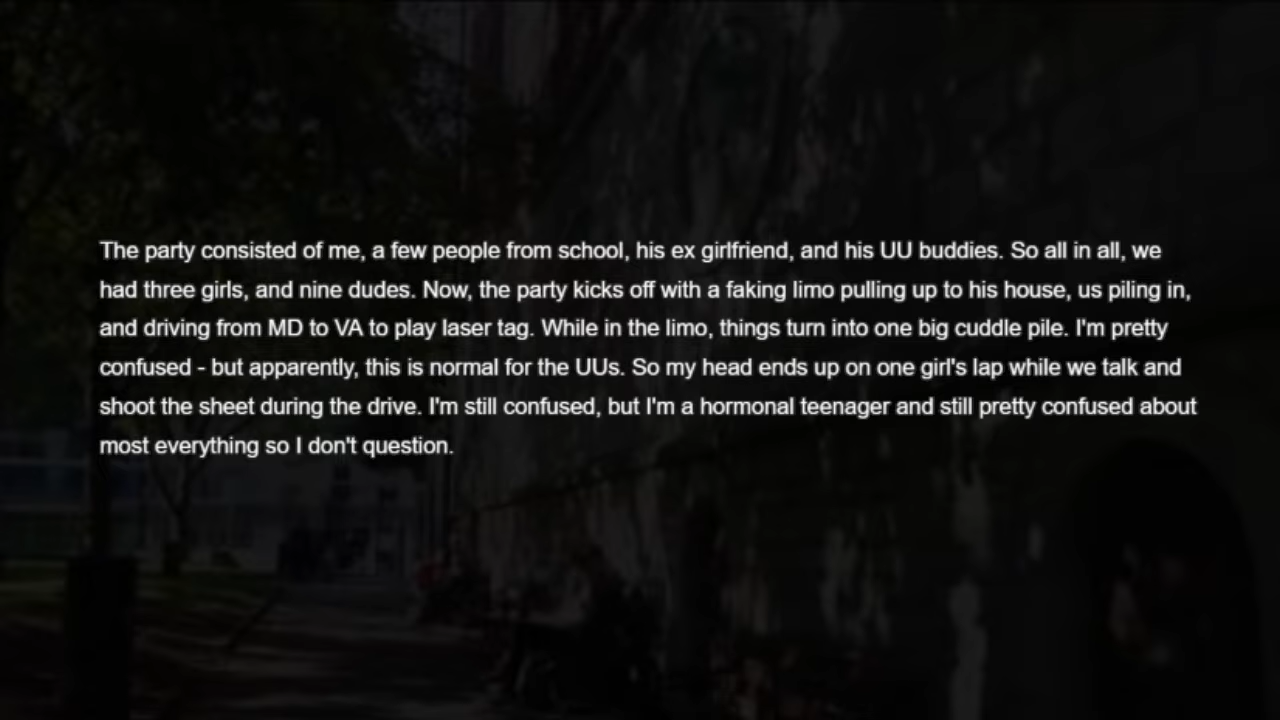 The party consisted of me, a few people from school, his ex girlfriend, and his UU buddies. So all in all, we
had three girls, and nine dudes. Now, the party kicks off with a faking limo pulling up to his house, us piling in,
and driving from MD to VA to play laser tag. While in the limo, things turn into one big cuddle pile. I'm pretty
confused - but apparently, this is normal for the UUs. So my head ends up on one girl's lap while we talk and
shoot the sheet during the drive. I'm still confused, but I'm a hormonal teenager and still pretty confused about
most everything so I don't question.